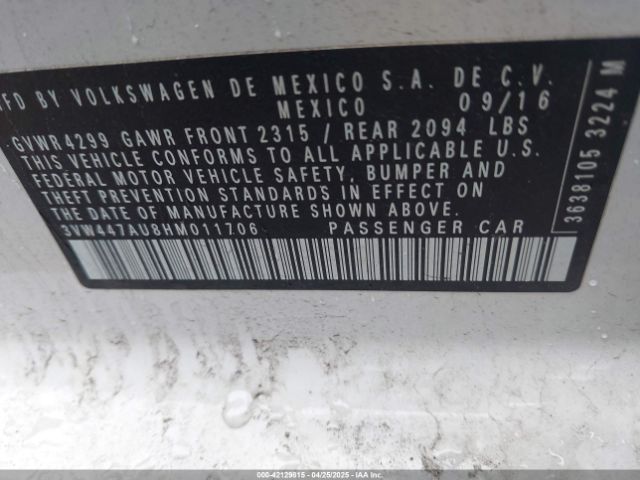 MFD BY VOLKSWAGEN DE MEXICO S.A. DE C.V.
MEXICO 09/16
GVWR 4299 GAWR FRONT 2315 / REAR 2094 LBS
THIS VEHICLE CONFORMS TO ALL APPLICABLE U.S.
FEDERAL MOTOR VEHICLE SAFETY, BUMPER AND
THEFT PREVENTION STANDARDS IN EFFECT ON
THE DATE OF MANUFACTURE SHOWN ABOVE.
3VW447AU8HM011706 PASSENGER CAR
3638105 3224 M
000-42129815 - 04/25/2025 - IAA Inc.